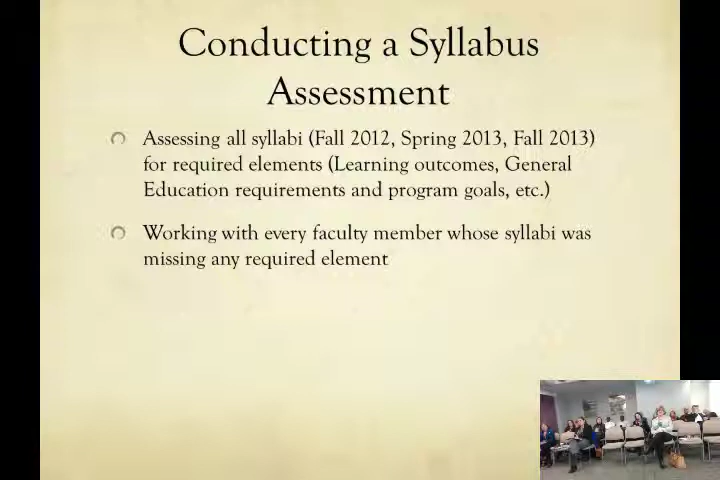 Conducting a Syllabus
Assessment
Assessing all syllabi (Fall 2012, Spring 2013, Fall 2013)
for required elements (Learning outcomes, General
Education requirements and program goals, etc.)
Working with every faculty member whose syllabi was
missing any required element